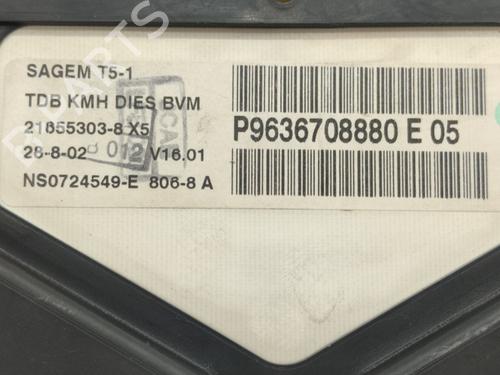 SAGEM T5-1
TDB KMH DIES BVM
21655303-8 X5
28-8-02 012 V16.01
NS0724549-E 806-8 A
P9636708880 E 05